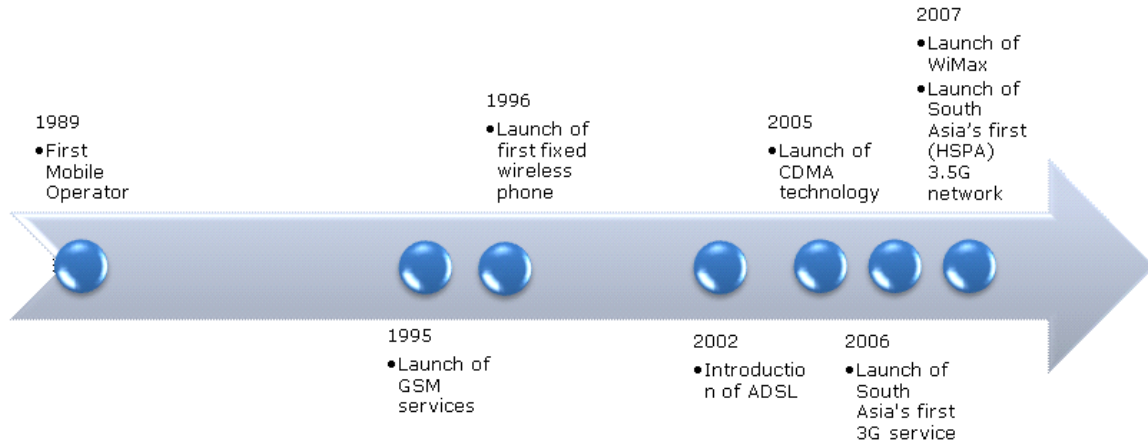 1989
•First
Mobile
Operator
1995
•Launch of
GSM
services
1996
•Launch of
first fixed
wireless
phone
2002
•Introductio
n of ADSL
2005
•Launch of
CDMA
technology
2006
•Launch of
South
Asia's first
3G service
2007
•Launch of
WiMax
•Launch of
South
Asia’s first
(HSPA)
3.5G
network